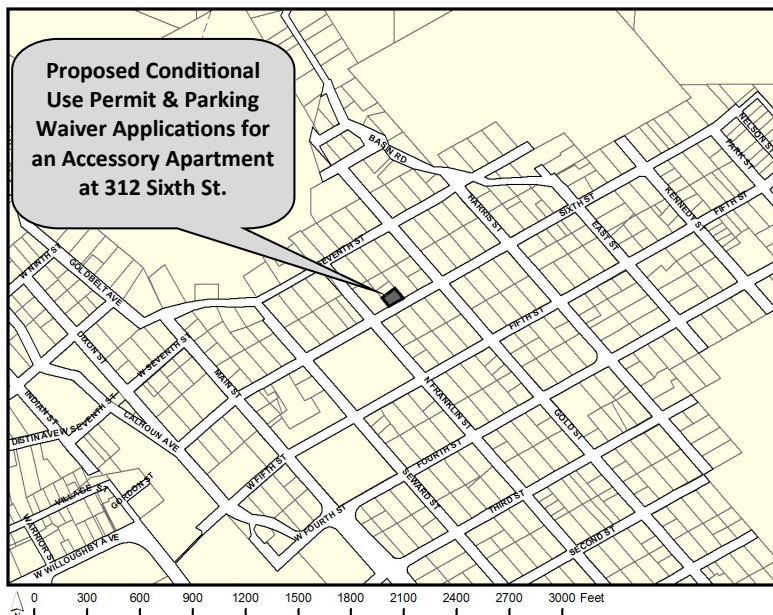 Proposed Conditional
Use Permit & Parking
Waiver Applications for
an Accessory Apartment
at 312 Sixth St.
BASIN RD
NELSON ST
PARK ST
HARRIS ST
SIXTH ST
KENNEDY ST
FIFTH ST
EAST ST
EVENTH ST
W NINTH ST
GOLDBELT AVE
DIXON ST
W SEVENTH ST
MAIN ST
FIFTH ST
N FRANKLIN ST
GOLD ST
INDIAN ST
CALHOUN AVE
DISTIN AVE
W SEVENTH ST
FOURTH ST
SEWARD ST
W FIFTH ST
THIRD ST
VILLAGE ST
GORDON ST
W FOURTH ST
SECOND ST
WARRIOR S
W WILLOUGHBY AVE
0 300 600 900 1200 1500 1800 2100 2400 2700 3000 Feet